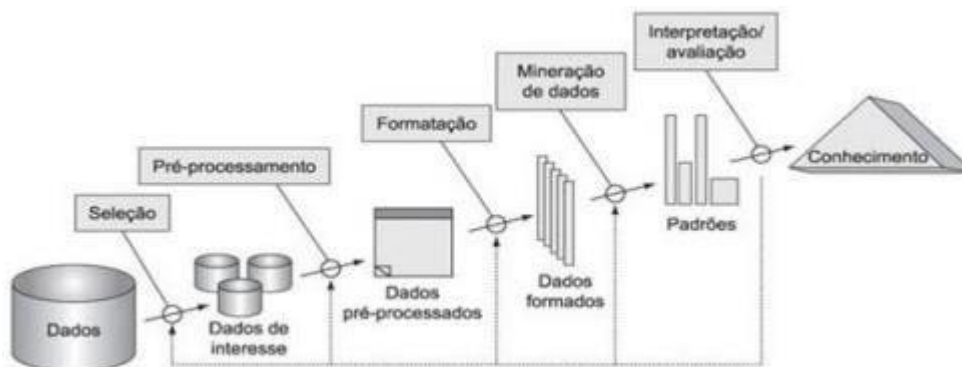 Interpretação/
avaliação
Mineração
de dados
Formatação
Pré-processamento
Seleção
Conhecimento
Padrões
Dados
formados
Dados
pré-processados
Dados de
interesse
Dados